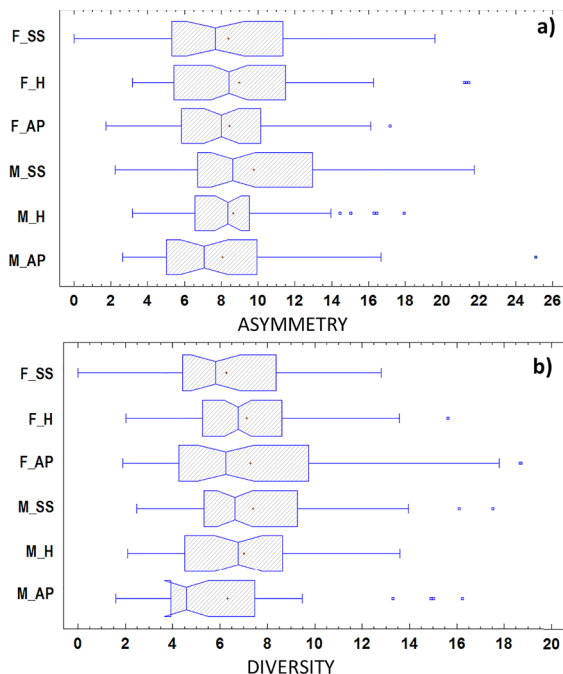 a)
F_SS
F_H
F_AP
M_SS
M_H
M_AP
0 2 4 6 8 10 12 14 16 18 20 22 24 26
ASYMMETRY
b)
F_SS
F_H
F_AP
M_SS
M_H
M_AP
0 2 4 6 8 10 12 14 16 18 20
DIVERSITY